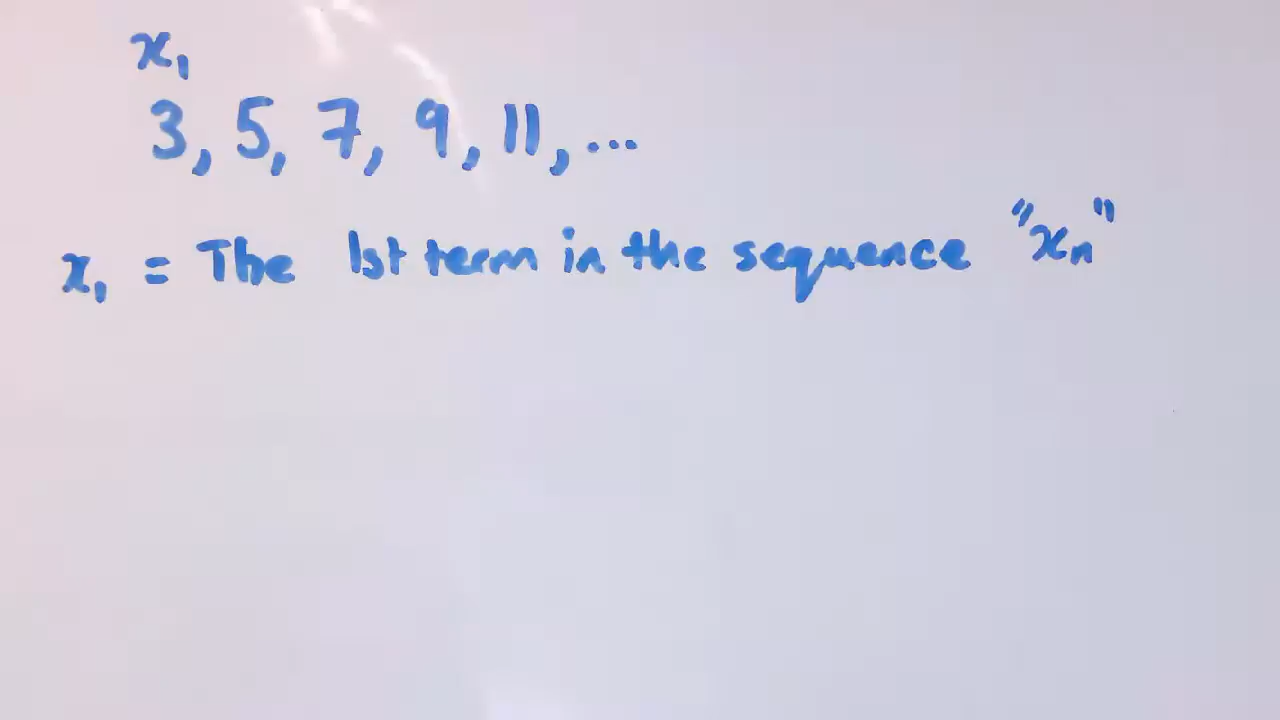 x₁
3, 5, 7, 9, 11, ...
x₁ = The 1st term in the sequence "xₙ"